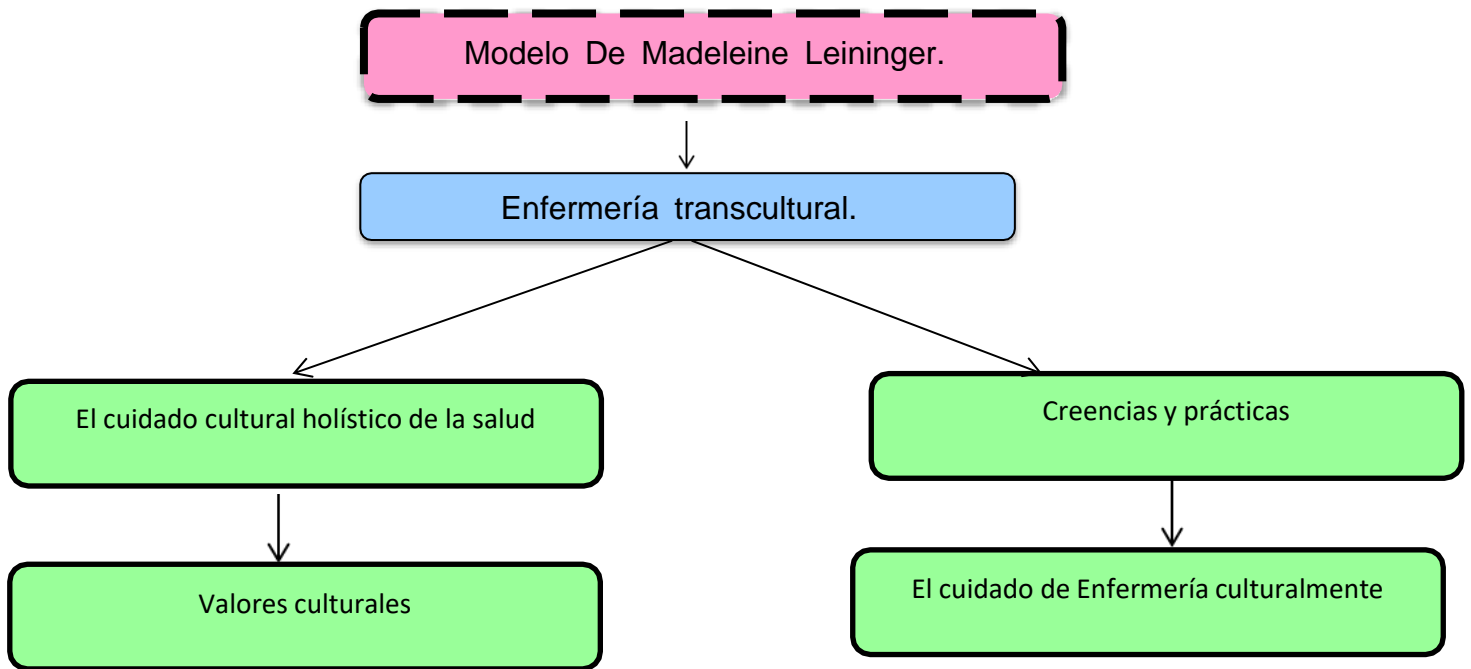 Modelo De Madeleine Leininger.
Enfermería transcultural.
El cuidado cultural holístico de la salud
Creencias y prácticas
Valores culturales
El cuidado de Enfermería culturalmente